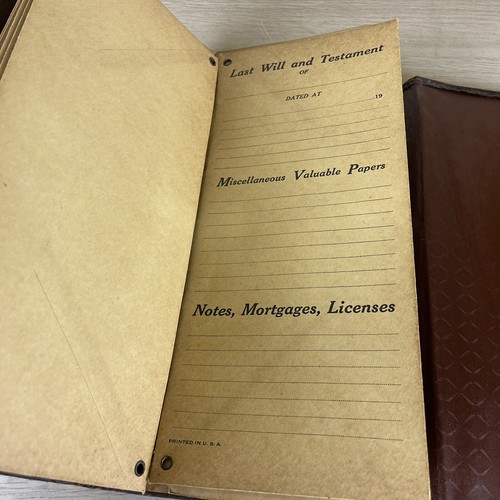 Last Will and Testament
OF
DATED AT 19
Miscellaneous Valuable Papers
Notes, Mortgages, Licenses
PRINTED IN U. S. A.